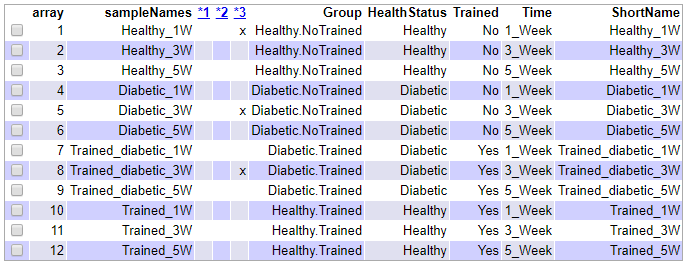 array sampleNames *1 *2 *3 Group HealthStatus Trained Time ShortName
1 Healthy_1W x Healthy.NoTrained Healthy No 1_Week Healthy_1W
2 Healthy_3W Healthy.NoTrained Healthy No 3_Week Healthy_3W
3 Healthy_5W Healthy.NoTrained Healthy No 5_Week Healthy_5W
4 Diabetic_1W Diabetic.NoTrained Diabetic No 1_Week Diabetic_1W
5 Diabetic_3W x Diabetic.NoTrained Diabetic No 3_Week Diabetic_3W
6 Diabetic_5W Diabetic.NoTrained Diabetic No 5_Week Diabetic_5W
7 Trained_diabetic_1W Diabetic.Trained Diabetic Yes 1_Week Trained_diabetic_1W
8 Trained_diabetic_3W x Diabetic.Trained Diabetic Yes 3_Week Trained_diabetic_3W
9 Trained_diabetic_5W Diabetic.Trained Diabetic Yes 5_Week Trained_diabetic_5W
10 Trained_1W Healthy.Trained Healthy Yes 1_Week Trained_1W
11 Trained_3W Healthy.Trained Healthy Yes 3_Week Trained_3W
12 Trained_5W Healthy.Trained Healthy Yes 5_Week Trained_5W